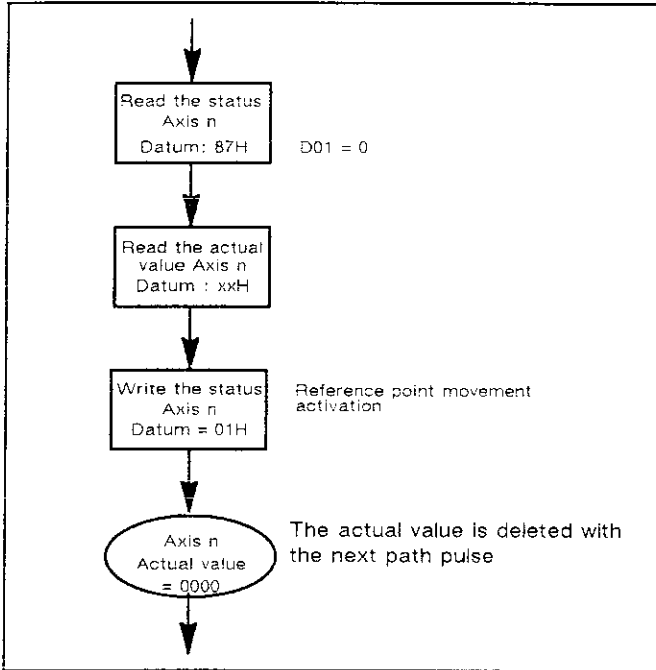 Read the status
Axis n
Datum: 87H
D01 = 0
Read the actual
value Axis n
Datum : xxH
Write the status
Axis n
Datum = 01H
Reference point movement
activation
Axis n
Actual value
= 0000
The actual value is deleted with
the next path pulse